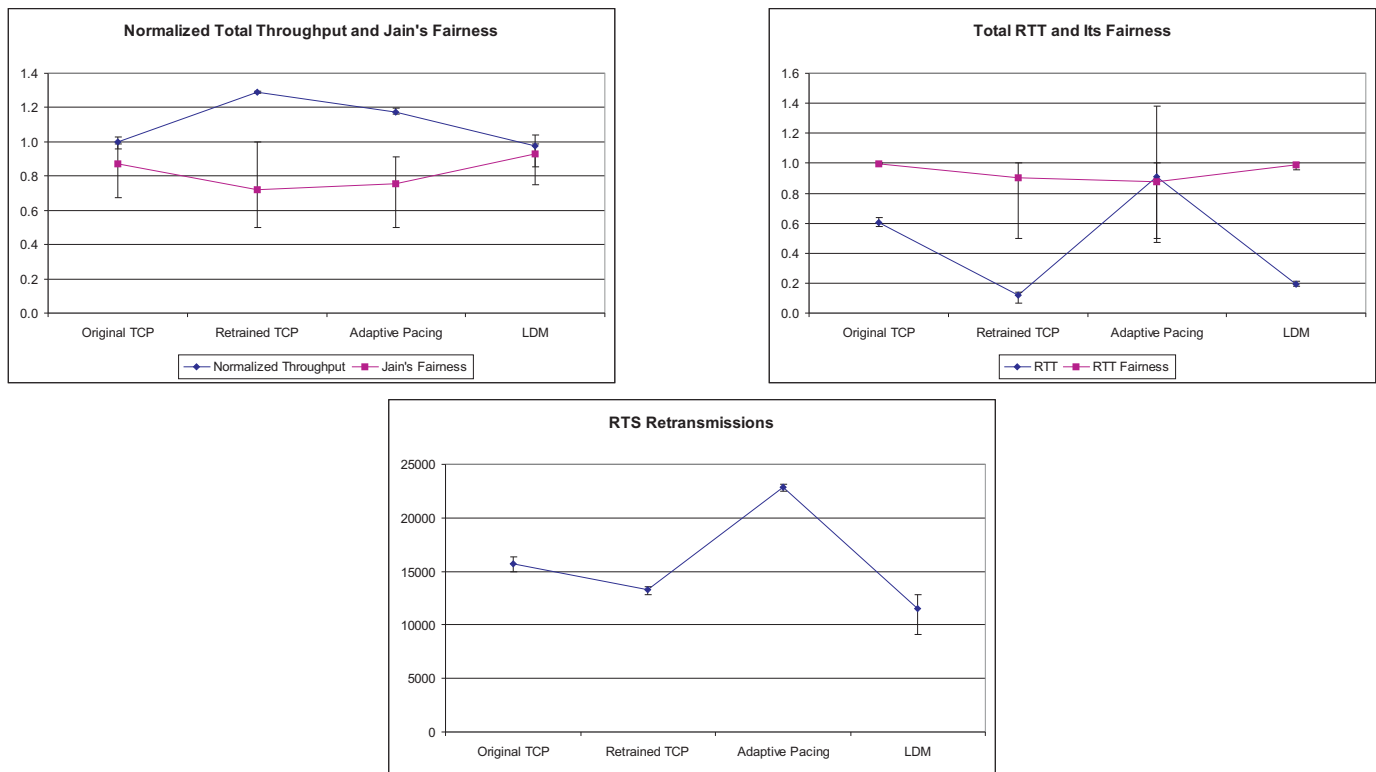 Normalized Total Throughput and Jain's Fairness
1.4
1.2
1.0
0.8
0.6
0.4
0.2
0.0
Original TCP Retrained TCP Adaptive Pacing LDM
Normalized Throughput Jain's Fairness
Total RTT and Its Fairness
1.6
1.4
1.2
1.0
0.8
0.6
0.4
0.2
0.0
Original TCP Retrained TCP Adaptive Pacing LDM
RTT RTT Fairness
RTS Retransmissions
25000
20000
15000
10000
5000
0
Original TCP Retrained TCP Adaptive Pacing LDM